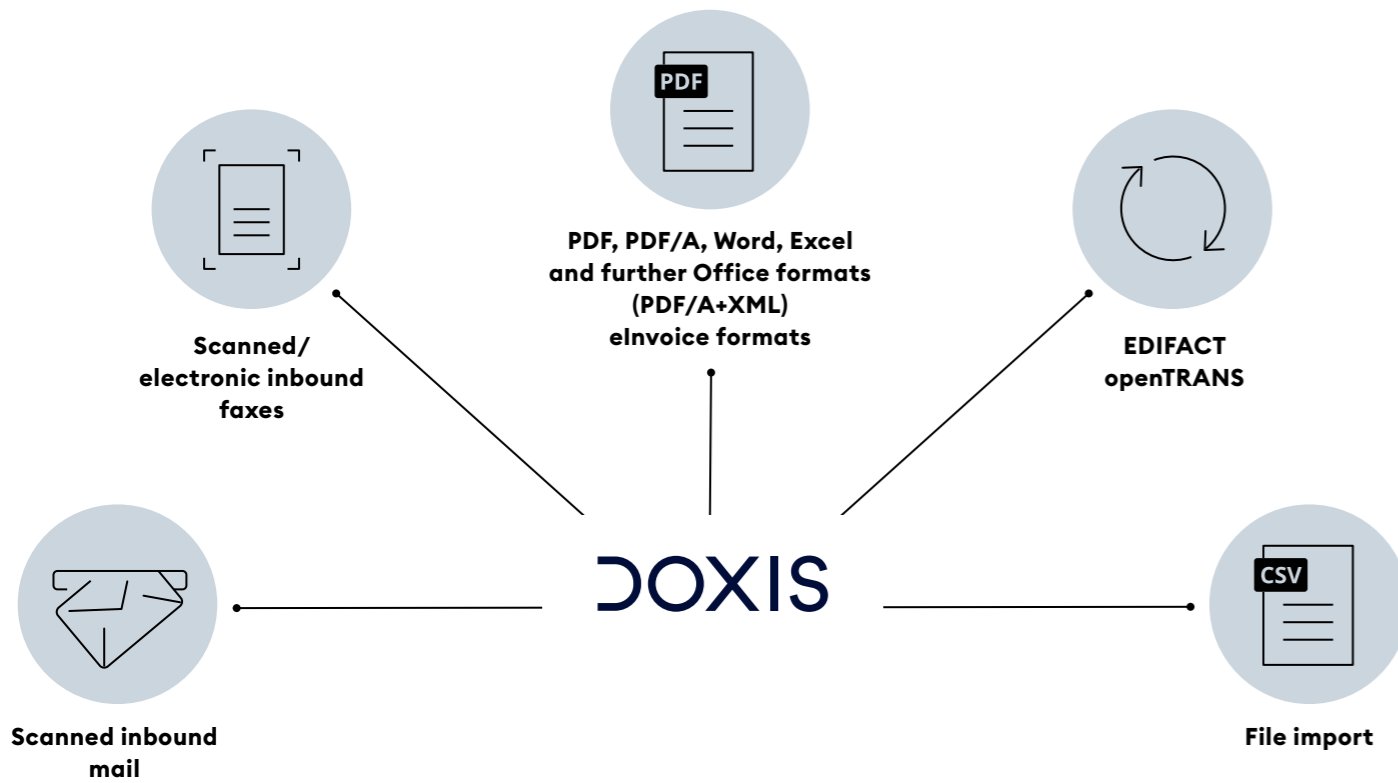 PDF
PDF, PDF/A, Word, Excel
and further Office formats
(PDF/A+XML)
eInvoice formats
Scanned/
electronic inbound
faxes
EDIFACT
openTRANS
DOXIS
Scanned inbound
mail
CSV
File import